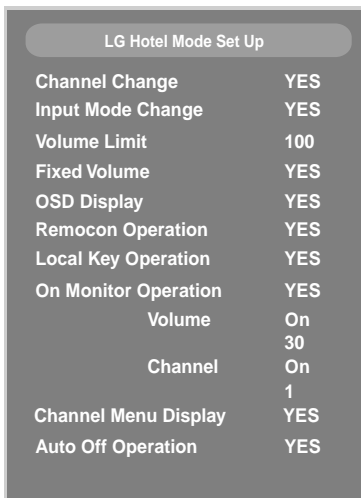 LG Hotel Mode Set Up
Channel Change YES
Input Mode Change YES
Volume Limit 100
Fixed Volume YES
OSD Display YES
Remocon Operation YES
Local Key Operation YES
On Monitor Operation YES
Volume On
30
Channel On
1
Channel Menu Display YES
Auto Off Operation YES